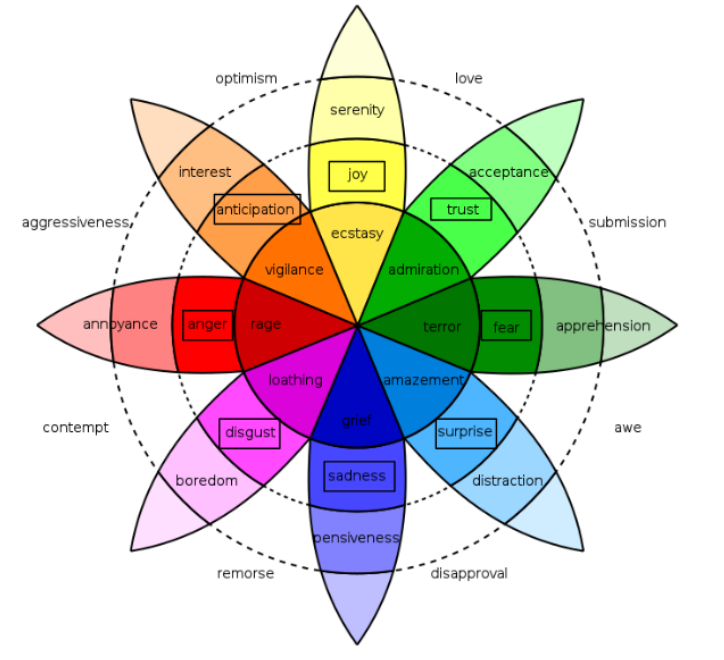 optimism
love
serenity
interest
joy
acceptance
anticipation
trust
aggressiveness
submission
ecstasy
vigilance
admiration
annoyance
anger
rage
terror
fear
apprehension
loathing
amazement
contempt
grief
awe
disgust
surprise
sadness
boredom
distraction
pensiveness
remorse
disapproval